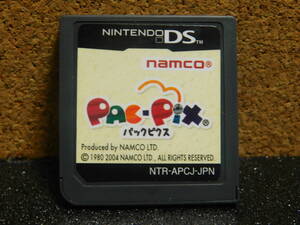 NINTENDO DS™
namco®
PAC-PIX®
パックピクス
Produced by NAMCO LTD.
© 1980 2004 NAMCO LTD., ALL RIGHTS RESERVED.
NTR-APCJ-JPN